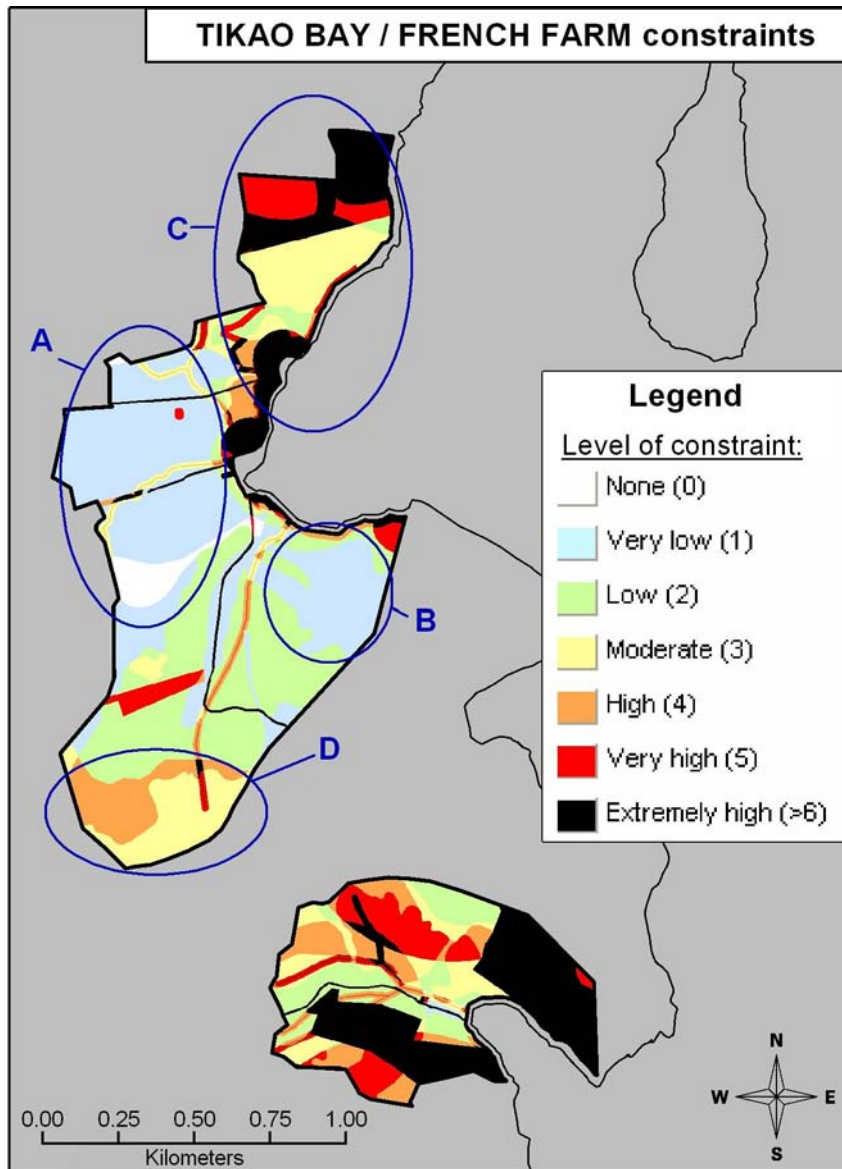 TIKAO BAY / FRENCH FARM constraints
C
A
B
D
Legend
Level of constraint:
None (0)
Very low (1)
Low (2)
Moderate (3)
High (4)
Very high (5)
Extremely high (>6)
N
W
E
S
0.00 0.25 0.50 0.75 1.00
Kilometers